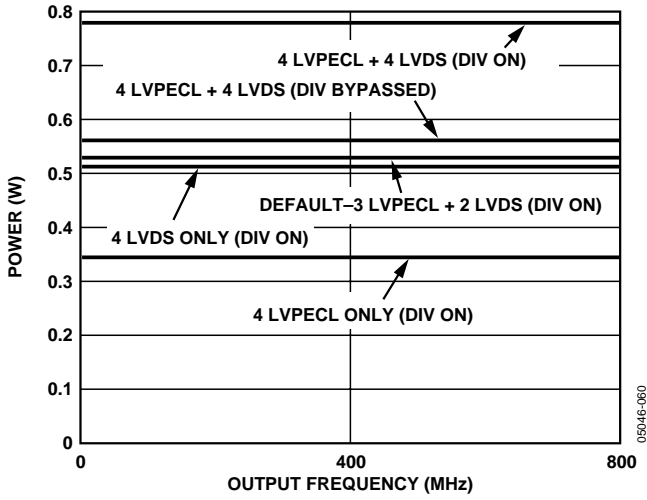 0.8
0.7
0.6
0.5
0.4
0.3
0.2
0.1
0
POWER (W)
4 LVPECL + 4 LVDS (DIV ON)
4 LVPECL + 4 LVDS (DIV BYPASSED)
DEFAULT–3 LVPECL + 2 LVDS (DIV ON)
4 LVDS ONLY (DIV ON)
4 LVPECL ONLY (DIV ON)
0
400
800
OUTPUT FREQUENCY (MHz)
05046-060